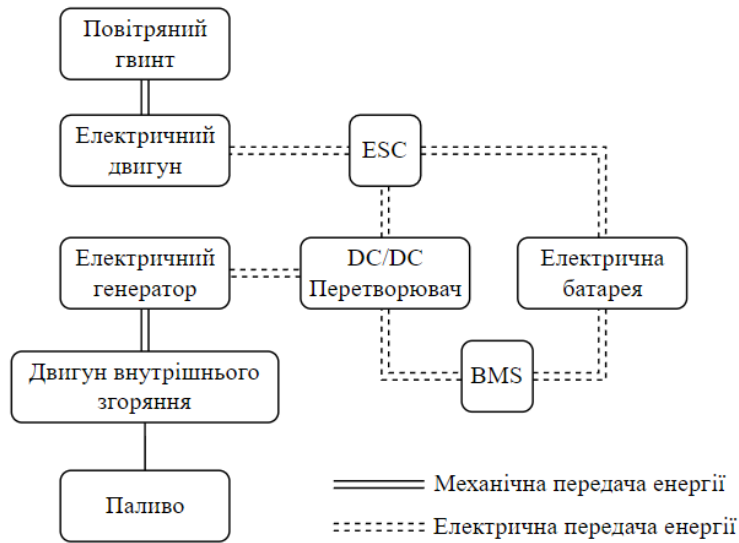 Повітряний
гвинт
Електричний
двигун
ESC
Електричний
генератор
DC/DC
Перетворювач
Електрична
батарея
Двигун внутрішнього
згоряння
BMS
Паливо
Механічна передача енергії
Електрична передача енергії